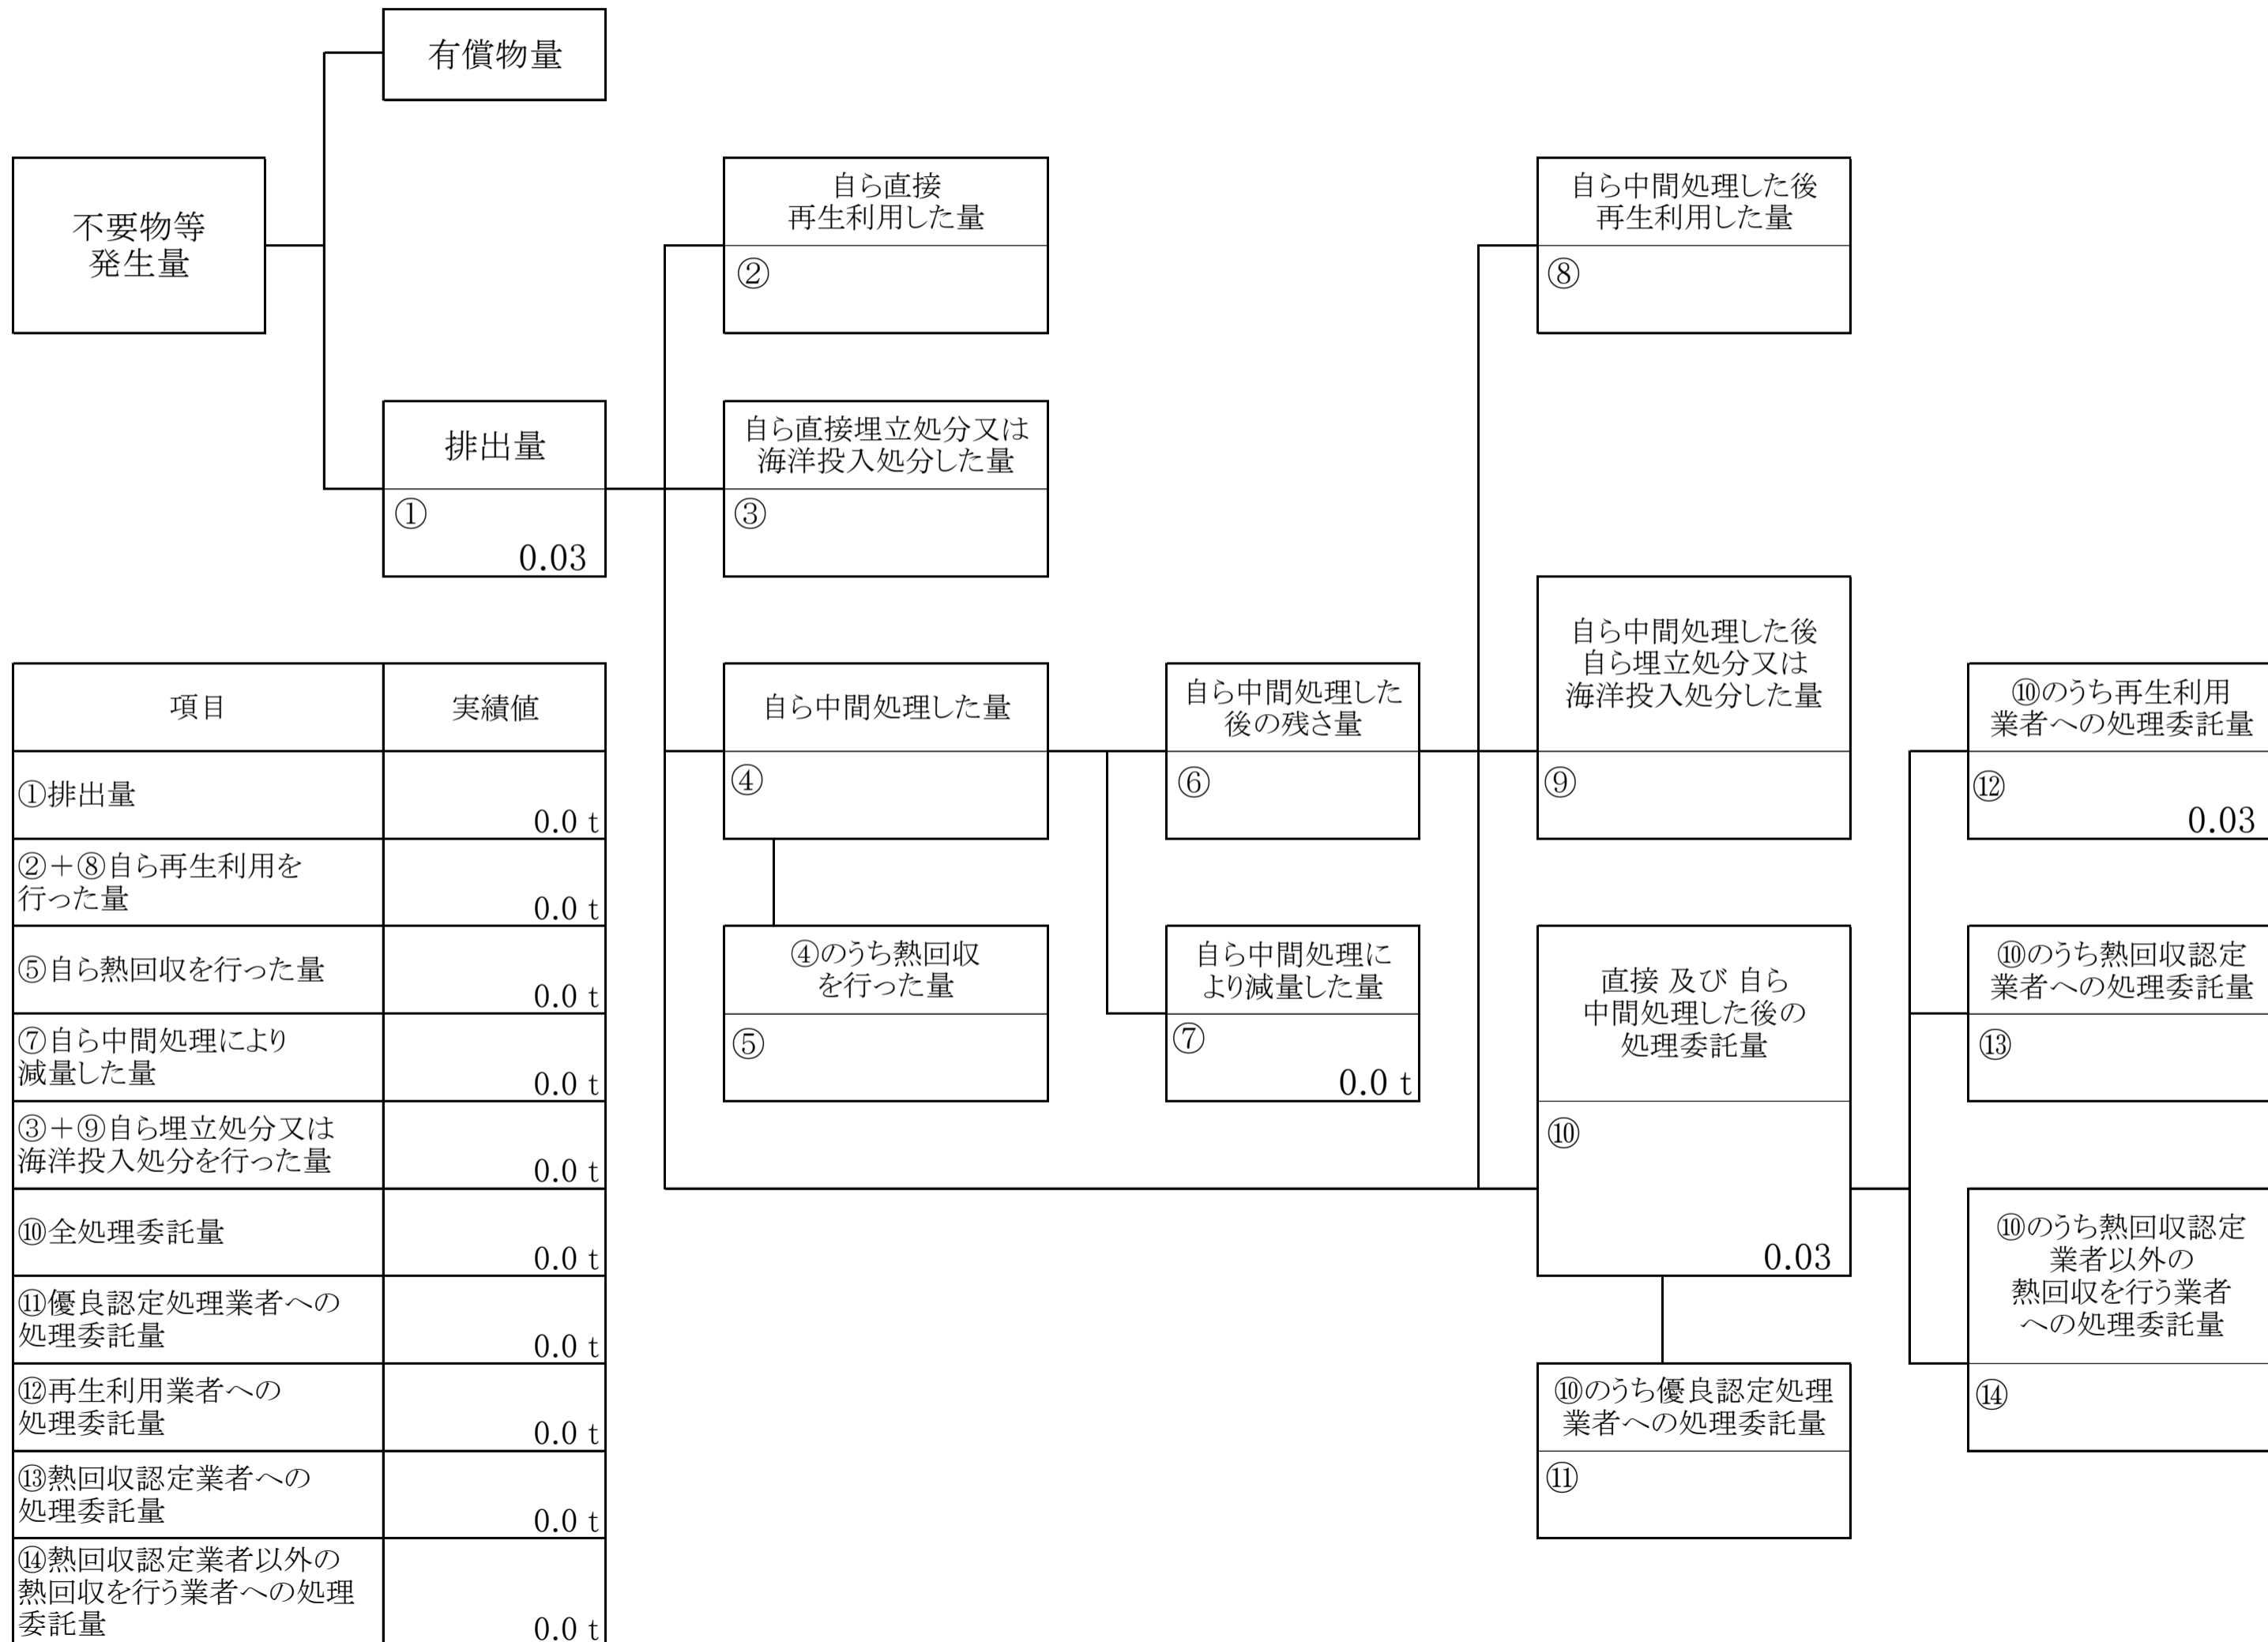 有償物量
不要物等
発生量
自ら直接
再生利用した量
②
自ら中間処理した後
再生利用した量
⑧
排出量
①
0.03
自ら直接埋立処分又は
海洋投入処分した量
③
自ら中間処理した量
④
自ら中間処理した
後の残さ量
⑥
自ら中間処理した後
自ら埋立処分又は
海洋投入処分した量
⑨
⑩のうち再生利用
業者への処理委託量
⑫
0.03
④のうち熱回収
を行った量
⑤
自ら中間処理に
より減量した量
⑦
0.0 t
直接 及び 自ら
中間処理した後の
処理委託量
⑩
0.03
⑩のうち熱回収認定
業者への処理委託量
⑬
⑩のうち熱回収認定
業者以外の
熱回収を行う業者
への処理委託量
⑭
⑩のうち優良認定処理
業者への処理委託量
⑪
項目 実績値
①排出量
0.0 t
②＋⑧自ら再生利用を
行った量
0.0 t
⑤自ら熱回収を行った量
0.0 t
⑦自ら中間処理により
減量した量
0.0 t
③＋⑨自ら埋立処分又は
海洋投入処分を行った量
0.0 t
⑩全処理委託量
0.0 t
⑪優良認定処理業者への
処理委託量
0.0 t
⑫再生利用業者への
処理委託量
0.0 t
⑬熱回収認定業者への
処理委託量
0.0 t
⑭熱回収認定業者以外の
熱回収を行う業者への処理
委託量
0.0 t